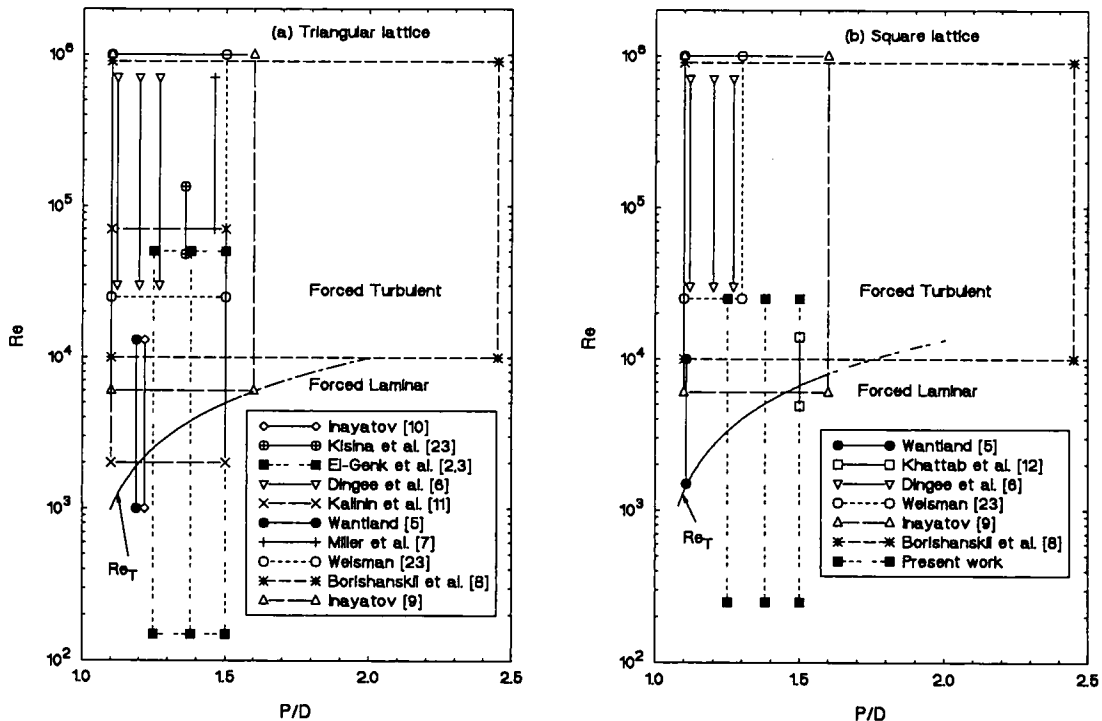 (a) Triangular lattice
10⁶
10⁵
10⁴
10³
10²
Re
Forced Turbulent
Forced Laminar
Re_T
Inayatov [10]
Kisina et al. [23]
El-Genk et al. [2,3]
Dingee et al. [6]
Kalinin et al. [11]
Wantland [5]
Miller et al. [7]
Weisman [23]
Borishanskii et al. [8]
Inayatov [9]
1.0 1.5 2.0 2.5
P/D
(b) Square lattice
10⁶
10⁵
10⁴
10³
10²
Re
Forced Turbulent
Forced Laminar
Re_T
Wantland [5]
Khattab et al. [12]
Dingee et al. [6]
Weisman [23]
Inayatov [9]
Borishanskii et al. [8]
Present work
1.0 1.5 2.0 2.5
P/D